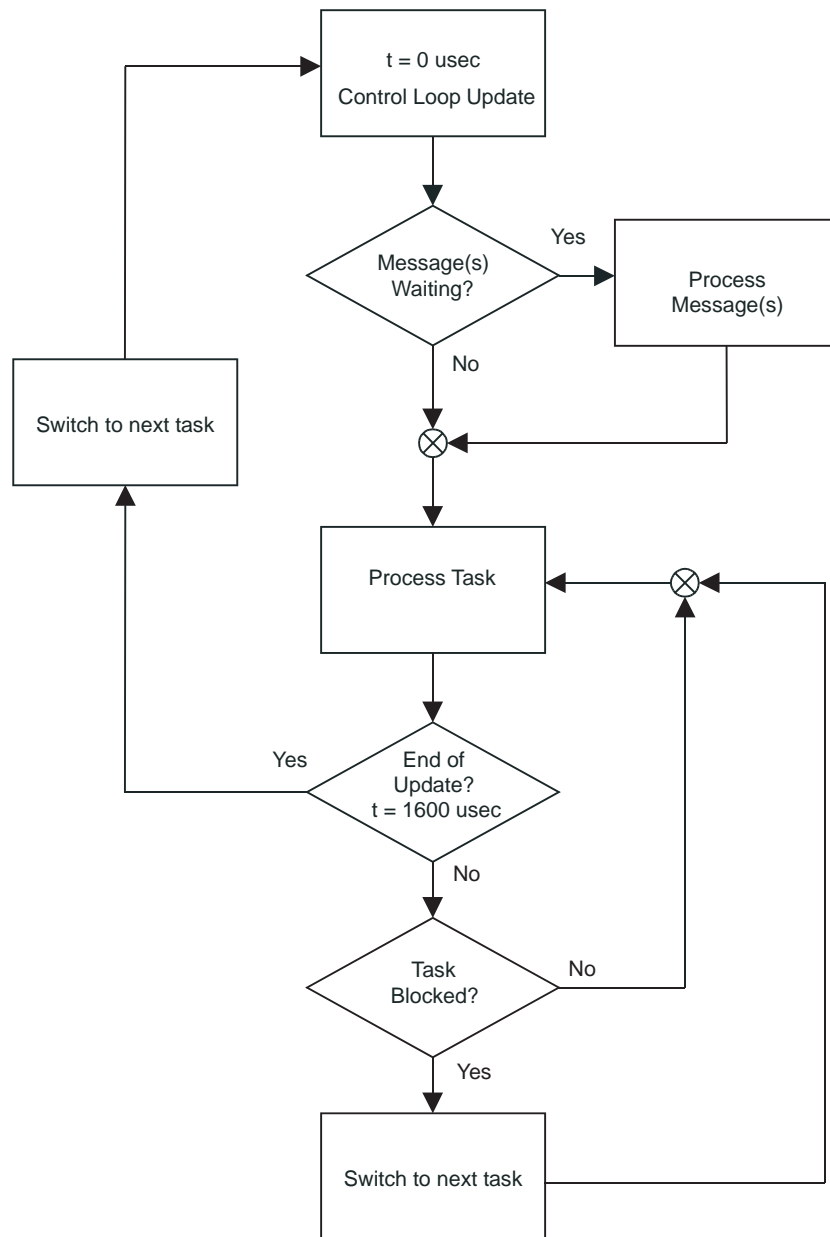 t = 0 usec
Control Loop Update
Message(s)
Waiting?
Yes
Process
Message(s)
No
Switch to next task
Process Task
Yes
End of
Update?
t = 1600 usec
No
Task
Blocked?
No
Yes
Switch to next task